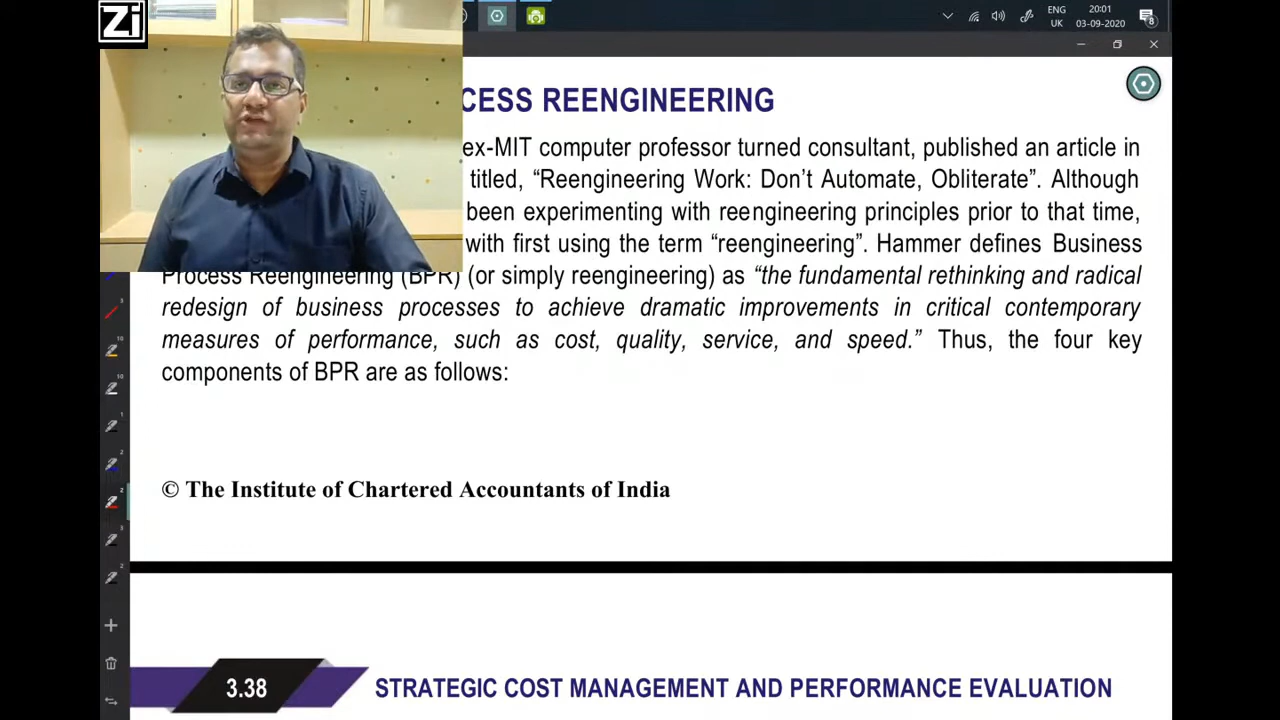 Zi
ENG
UK
20:01
03-09-2020
8
CESS REENGINEERING
ex-MIT computer professor turned consultant, published an article in
titled, “Reengineering Work: Don’t Automate, Obliterate”. Although
been experimenting with reengineering principles prior to that time,
with first using the term “reengineering”. Hammer defines Business
Process Reengineering (BPR) (or simply reengineering) as “the fundamental rethinking and radical
redesign of business processes to achieve dramatic improvements in critical contemporary
measures of performance, such as cost, quality, service, and speed.” Thus, the four key
components of BPR are as follows:
© The Institute of Chartered Accountants of India
3.38
STRATEGIC COST MANAGEMENT AND PERFORMANCE EVALUATION